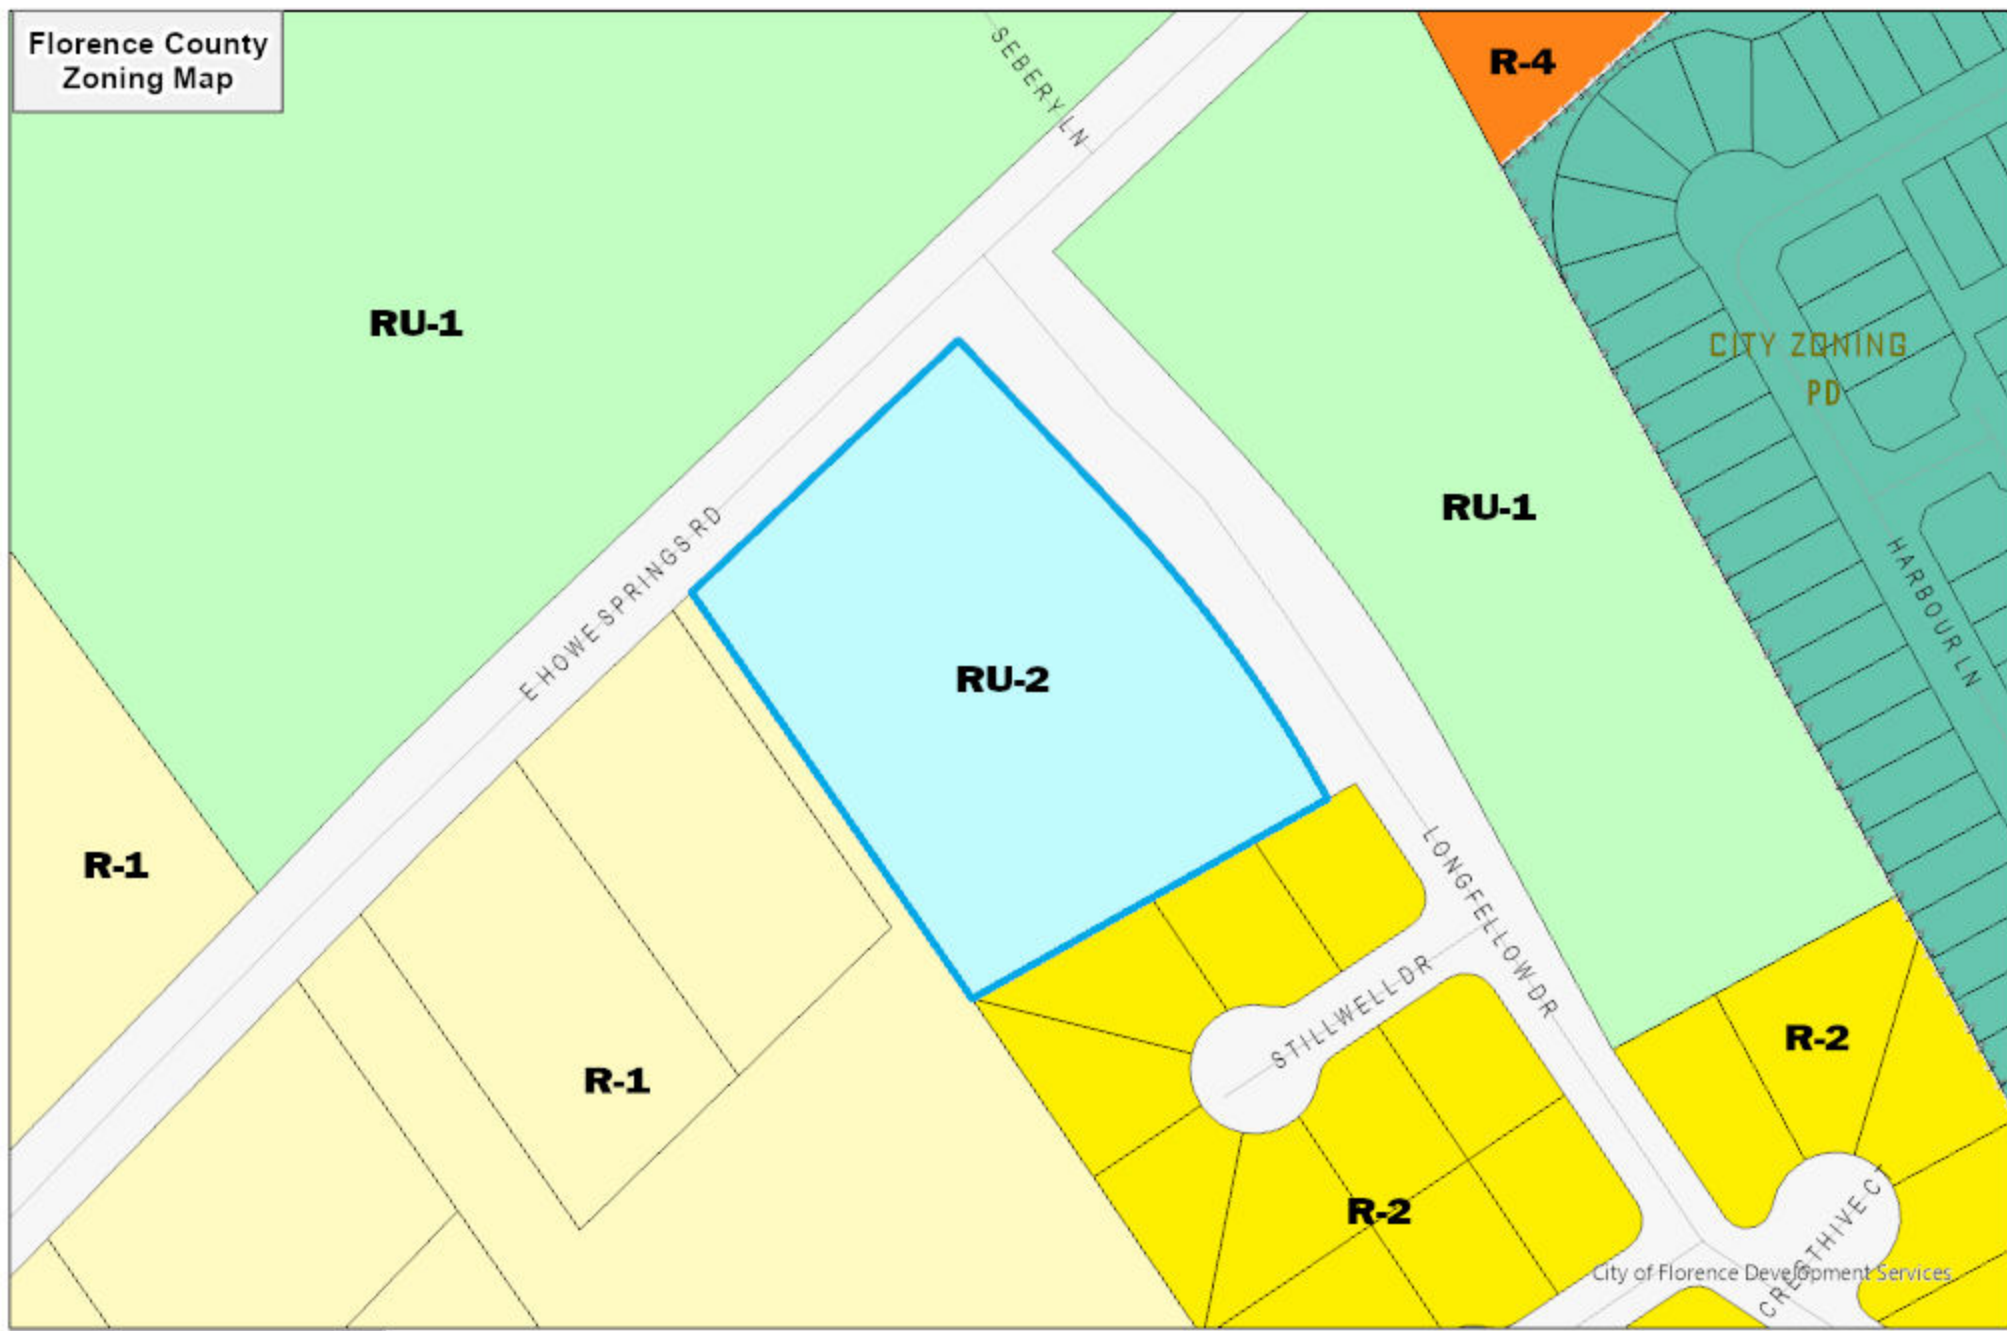 Florence County
Zoning Map
SEBERY LN
R-4
RU-1
CITY ZONING
PD
RU-1
E HOWE SPRINGS RD
HARBOUR LN
RU-2
R-1
LONGFELLOW DR
STILLWELL DR
R-2
R-1
R-2
CRESTHIVE C
City of Florence Development Services